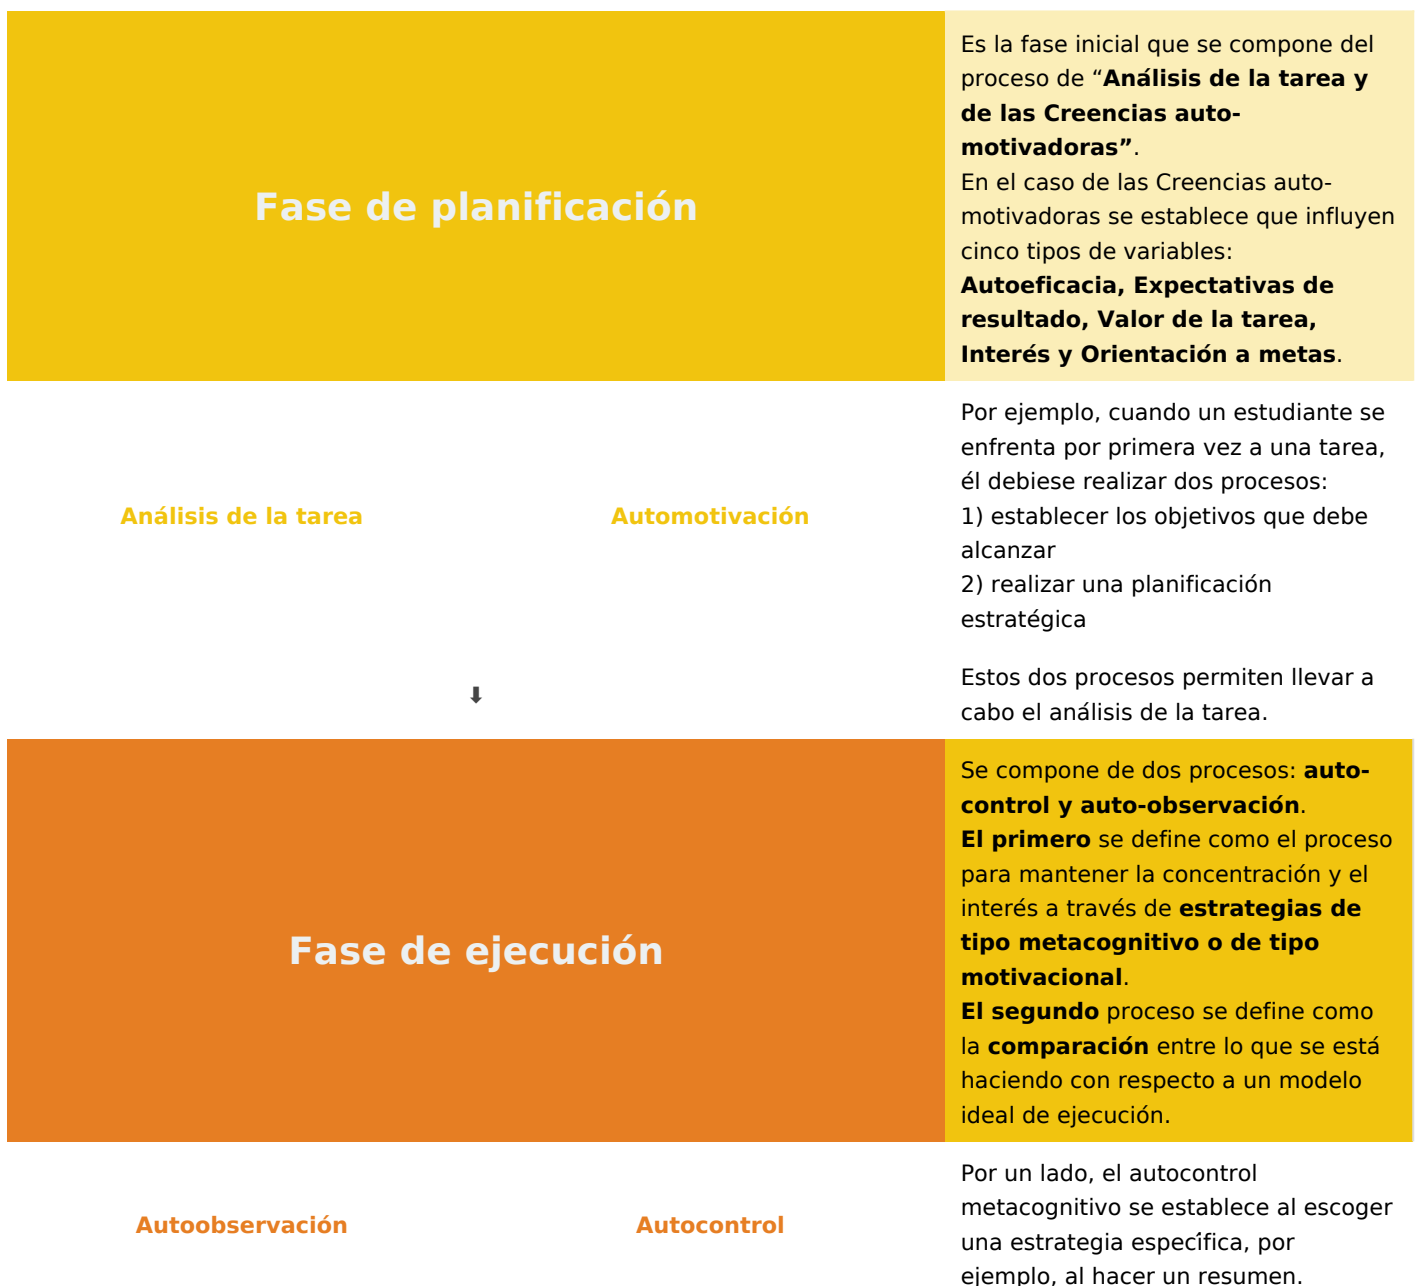 Fase de planificación
Es la fase inicial que se compone del
proceso de “Análisis de la tarea y
de las Creencias auto-
motivadoras”.
En el caso de las Creencias auto-
motivadoras se establece que influyen
cinco tipos de variables:
Autoeficacia, Expectativas de
resultado, Valor de la tarea,
Interés y Orientación a metas.
Análisis de la tarea
Automotivación
Por ejemplo, cuando un estudiante se
enfrenta por primera vez a una tarea,
él debiese realizar dos procesos:
1) establecer los objetivos que debe
alcanzar
2) realizar una planificación
estratégica
⬇
Estos dos procesos permiten llevar a
cabo el análisis de la tarea.
Fase de ejecución
Se compone de dos procesos: auto-
control y auto-observación.
El primero se define como el proceso
para mantener la concentración y el
interés a través de estrategias de
tipo metacognitivo o de tipo
motivacional.
El segundo proceso se define como
la comparación entre lo que se está
haciendo con respecto a un modelo
ideal de ejecución.
Autoobservación
Autocontrol
Por un lado, el autocontrol
metacognitivo se establece al escoger
una estrategia específica, por
ejemplo, al hacer un resumen.